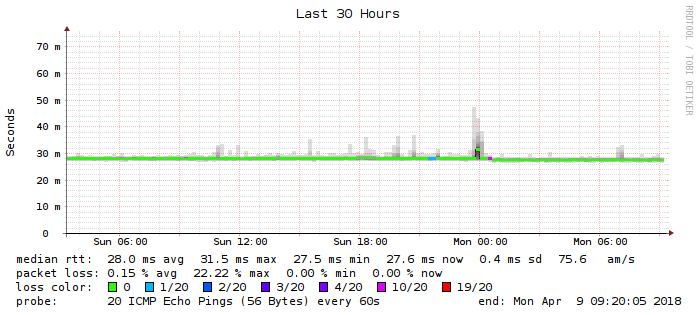 Last 30 Hours
RRDTOOL / TOBI OETIKER
Seconds
70 m
60 m
50 m
40 m
30 m
20 m
10 m
0
Sun 06:00 Sun 12:00 Sun 18:00 Mon 00:00 Mon 06:00
median rtt: 28.0 ms avg 31.5 ms max 27.5 ms min 27.6 ms now 0.4 ms sd 75.6 am/s
packet loss: 0.15 % avg 22.22 % max 0.00 % min 0.00 % now
loss color: 0 1/20 2/20 3/20 4/20 10/20 19/20
probe: 20 ICMP Echo Pings (56 Bytes) every 60s end: Mon Apr 9 09:20:05 2018